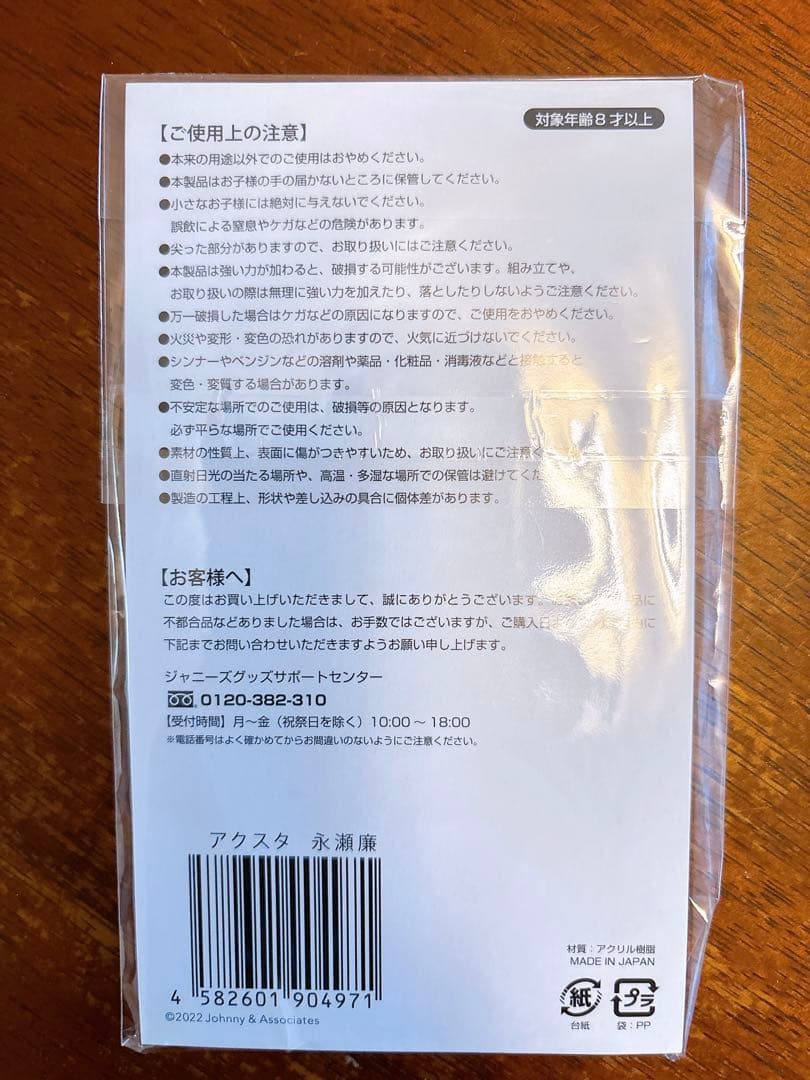 対象年齢8才以上
【ご使用上の注意】
●本来の用途以外でのご使用はおやめください。
●本製品はお子様の手の届かないところに保管してください。
●小さなお子様には絶対に与えないでください。
誤飲による窒息やケガなどの危険があります。
●尖った部分がありますので、お取り扱いにはご注意ください。
●本製品は強い力が加わると、破損する可能性がございます。組み立てや、
お取り扱いの際は無理に強い力を加えたり、落としたりしないようご注意ください。
●万一破損した場合はケガなどの原因になりますので、ご使用をおやめください。
●火災や変形・変色の恐れがありますので、火気に近づけないでください。
●シンナーやベンジンなどの溶剤や薬品・化粧品・消毒液などと接触すると
変色・変質する場合があります。
●不安定な場所でのご使用は、破損等の原因となります。
必ず平らな場所でご使用ください。
●素材の性質上、表面に傷がつきやすいため、お取り扱いにご注意く
●直射日光の当たる場所や、高温・多湿な場所での保管は避けてくだ
●製造の工程上、形状や差し込みの具合に個体差があります。
【お客様へ】
この度はお買い上げいただきまして、誠にありがとうございます。
不都合品などありました場合は、お手数ではございますが、ご購入日
下記までお問い合わせいただきますようお願い申し上げます。
ジャニーズグッズサポートセンター
0120-382-310
【受付時間】月～金（祝祭日を除く）10:00～18:00
※電話番号はよく確かめてからお間違いのないようにご注意ください。
アクスタ 永瀬廉
4 582601 904971
©2022 Johnny & Associates
材質：アクリル樹脂
MADE IN JAPAN
紙 プラ
台紙 袋：PP